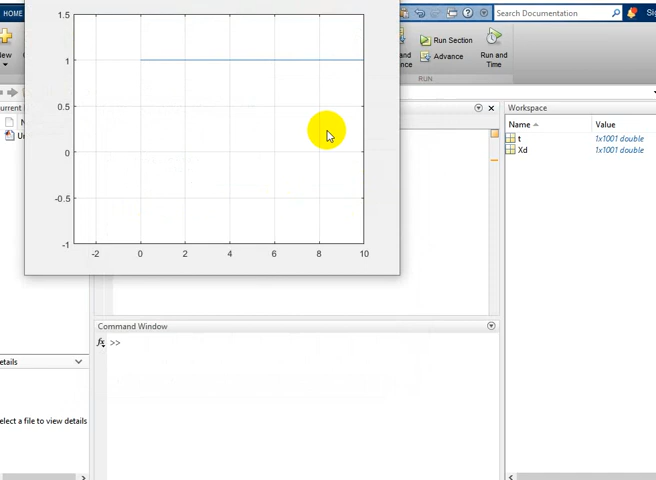 HOME
Search Documentation
Run Section
Advance
Run and
Time
RUN
1.5
1
0.5
0
-0.5
-1
-2
0
2
4
6
8
10
Workspace
Name
Value
t
1x1001 double
Xd
1x1001 double
Command Window
fx >>
etails
elect a file to view details